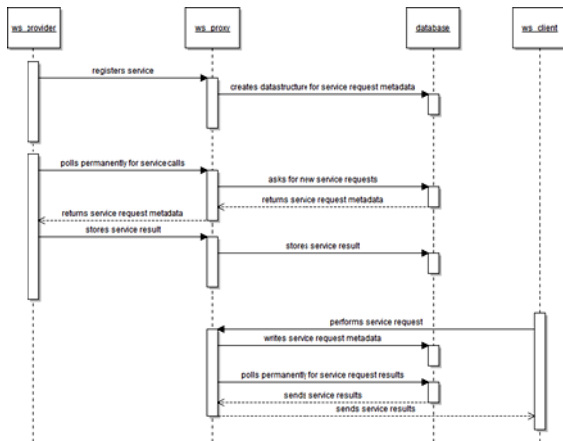 ws_provider
ws_proxy
database
ws_client
registers service
creates datastructure for service request metadata
polls permanently for service calls
asks for new service requests
returns service request metadata
returns service request metadata
stores service result
stores service result
performs service request
writes service request metadata
polls permanently for service request results
sends service results
sends service results